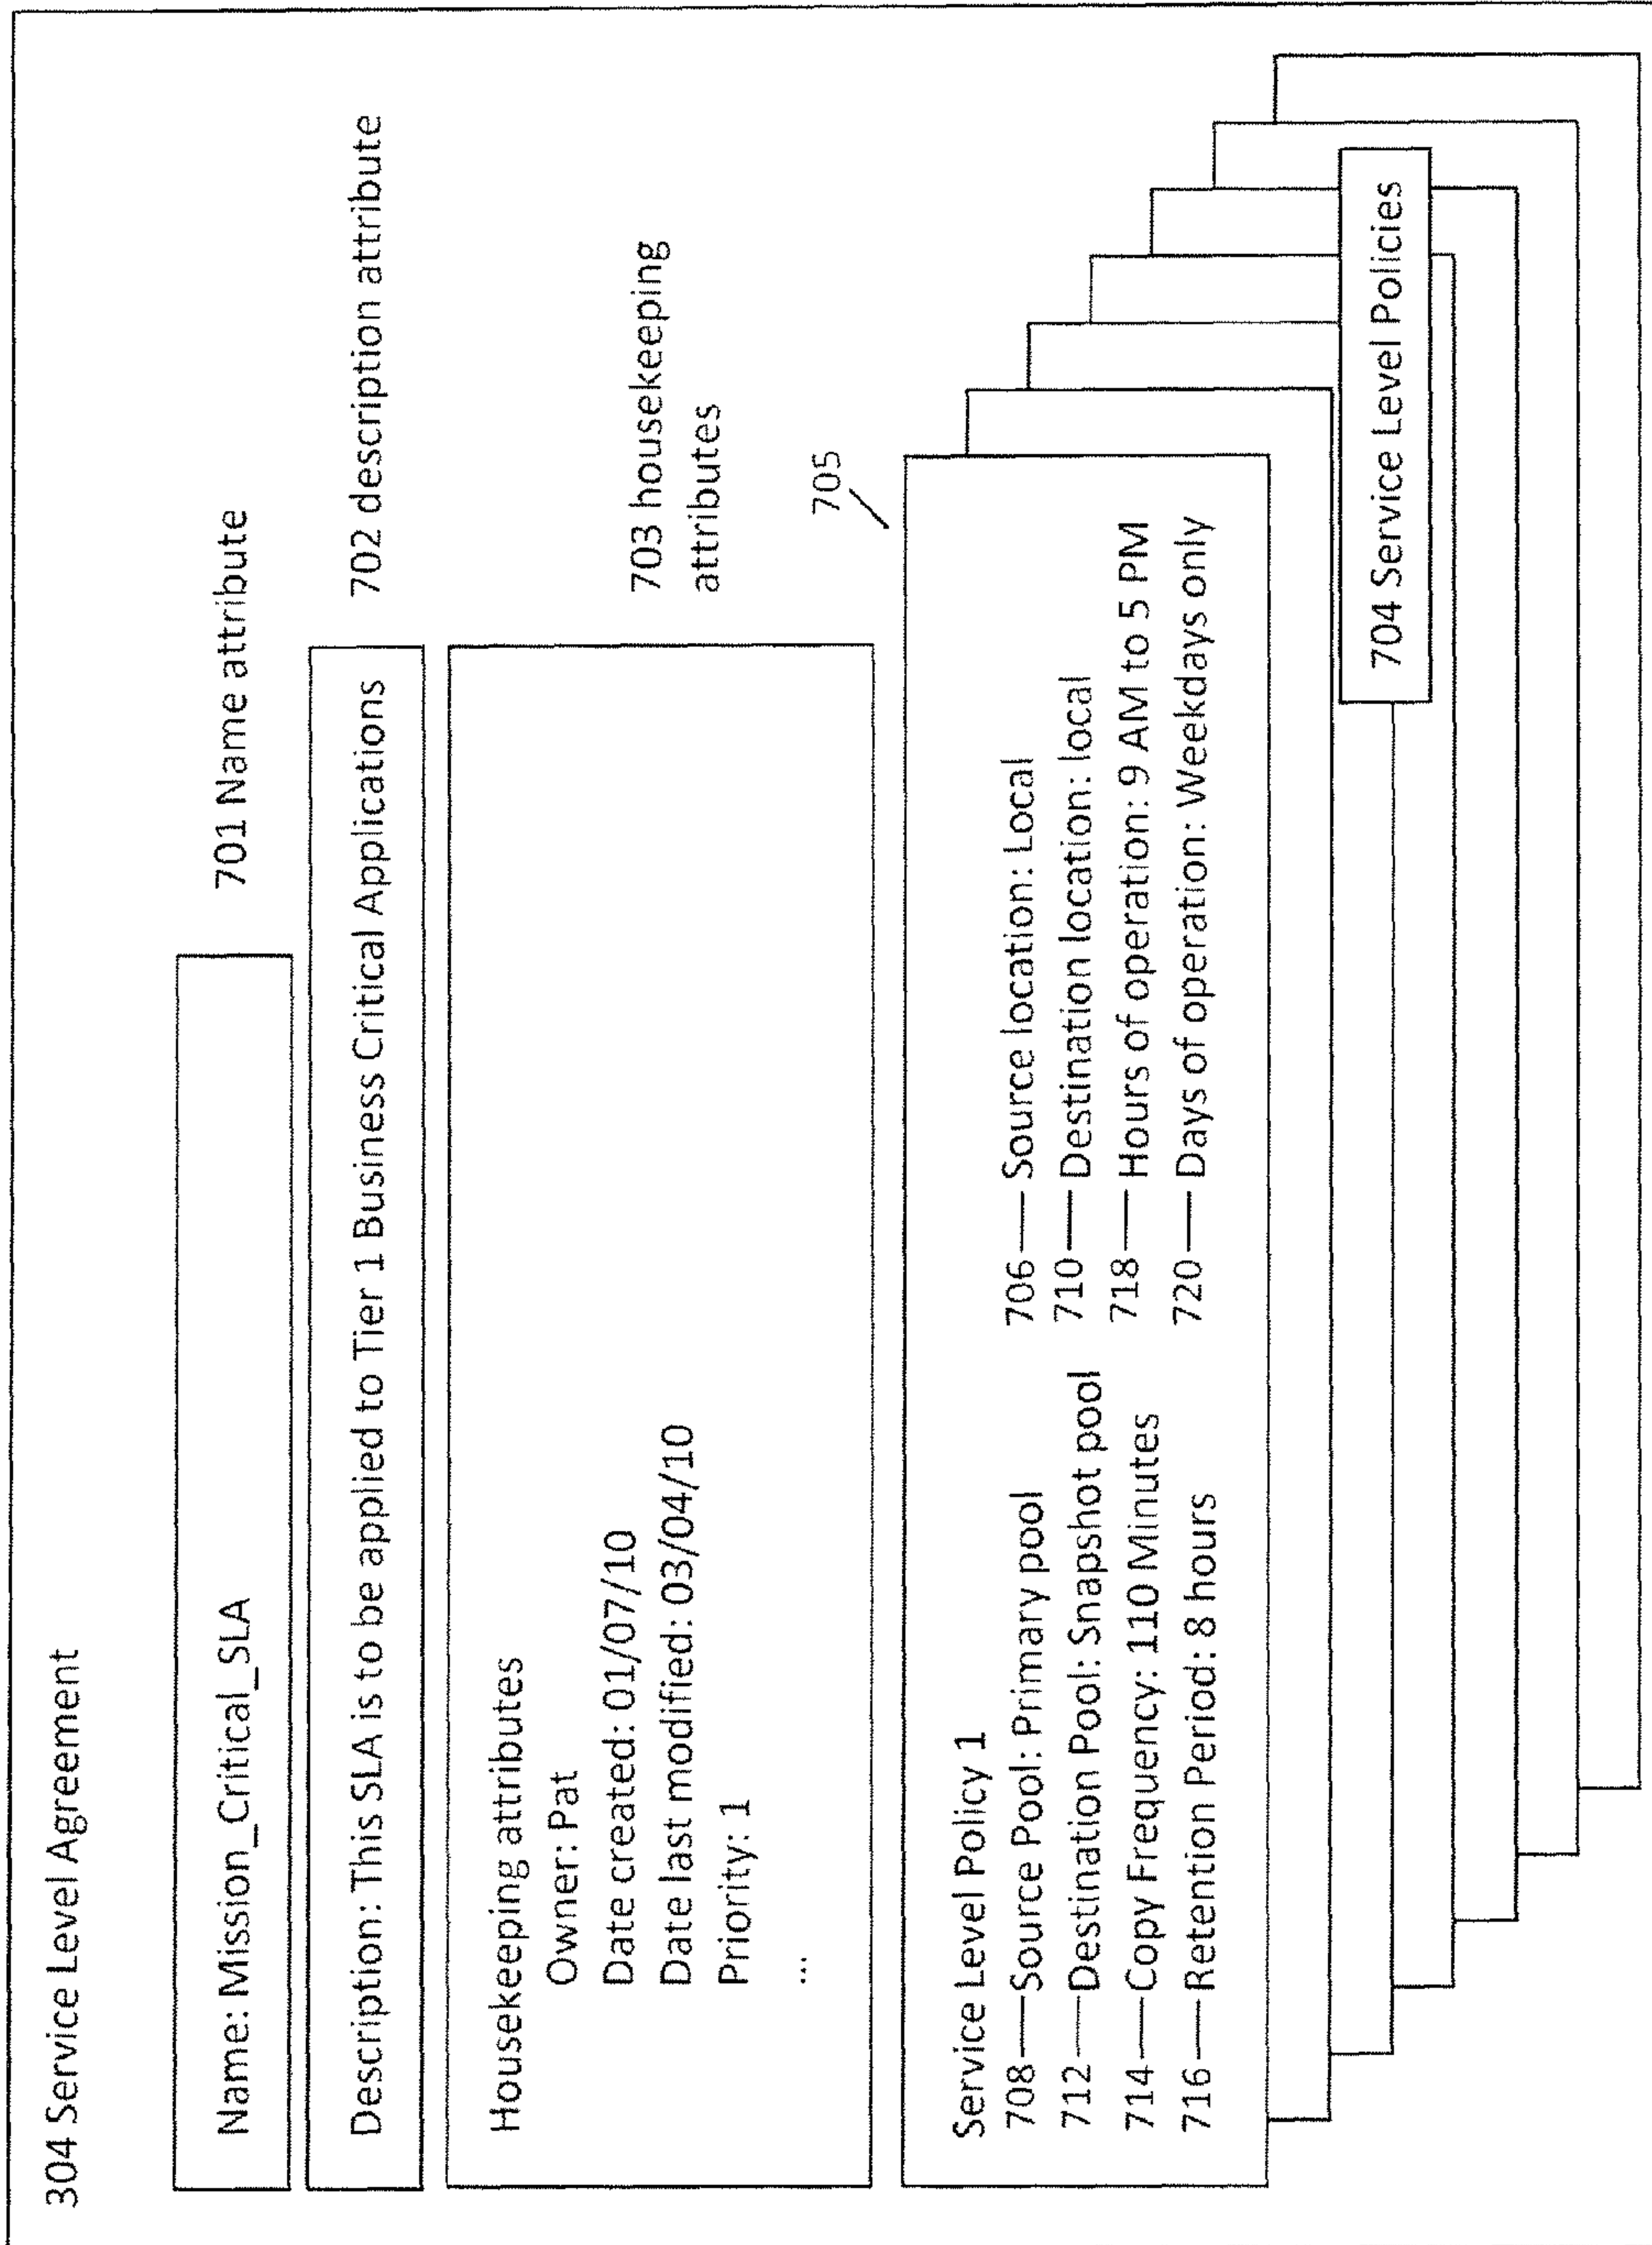 304 Service Level Agreement
Name: Mission_Critical_SLA
701 Name attribute
Description: This SLA is to be applied to Tier 1 Business Critical Applications
702 description attribute
Housekeeping attributes
Owner: Pat
Date created: 01/07/10
Date last modified: 03/04/10
Priority: 1
...
703 housekeeping
attributes
705
Service Level Policy 1
708 Source Pool: Primary pool
712 Destination Pool: Snapshot pool
714 Copy Frequency: 110 Minutes
716 Retention Period: 8 hours
706 Source location: Local
710 Destination location: local
718 Hours of operation: 9 AM to 5 PM
720 Days of operation: Weekdays only
704 Service Level Policies